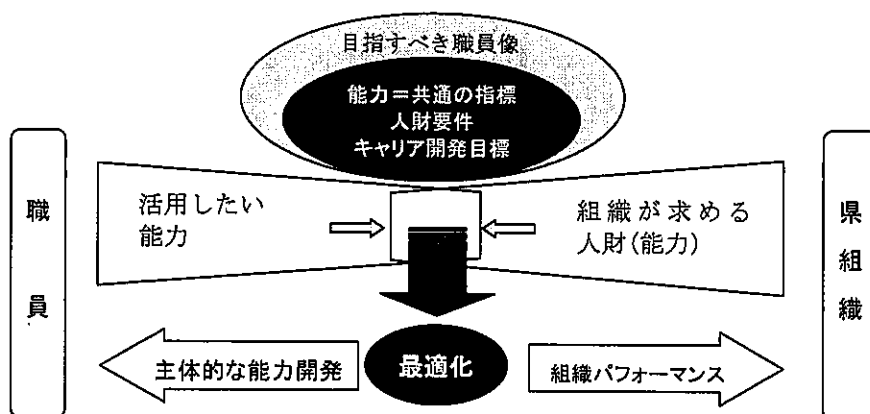 目指すべき職員像
能力＝共通の指標
人財要件
キャリア開発目標
職員
活用したい
能力
組織が求める
人財(能力)
県組織
主体的な能力開発
最適化
組織パフォーマンス